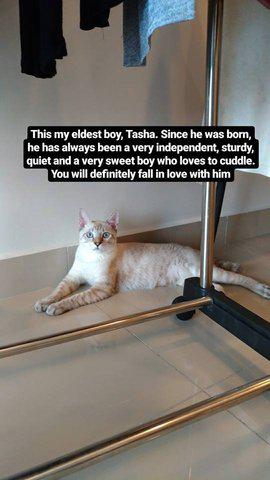 This my eldest boy, Tasha. Since he was born,
he has always been a very independent, sturdy,
quiet and a very sweet boy who loves to cuddle.
You will definitely fall in love with him